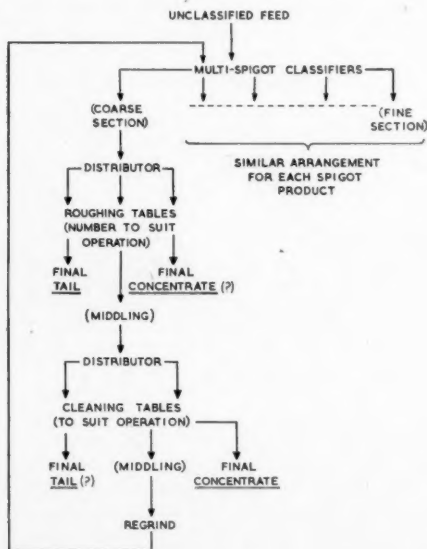 UNCLASSIFIED FEED
MULTI-SPIGOT CLASSIFIERS
(COARSE
SECTION)
(FINE
SECTION)
SIMILAR ARRANGEMENT
FOR EACH SPIGOT
PRODUCT
DISTRIBUTOR
ROUGHING TABLES
(NUMBER TO SUIT
OPERATION)
FINAL
TAIL
FINAL
CONCENTRATE (?)
(MIDDLING)
DISTRIBUTOR
CLEANING TABLES
(TO SUIT OPERATION)
FINAL
TAIL (?)
(MIDDLING)
FINAL
CONCENTRATE
REGRIND